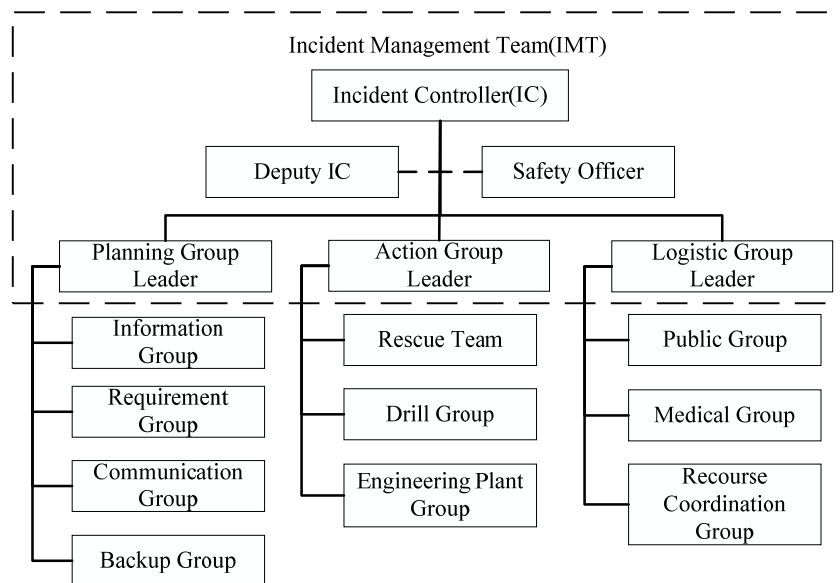 Incident Management Team(IMT)
Incident Controller(IC)
Deputy IC
Safety Officer
Planning Group
Leader
Action Group
Leader
Logistic Group
Leader
Information
Group
Requirement
Group
Communication
Group
Backup Group
Rescue Team
Drill Group
Engineering Plant
Group
Public Group
Medical Group
Recourse
Coordination
Group